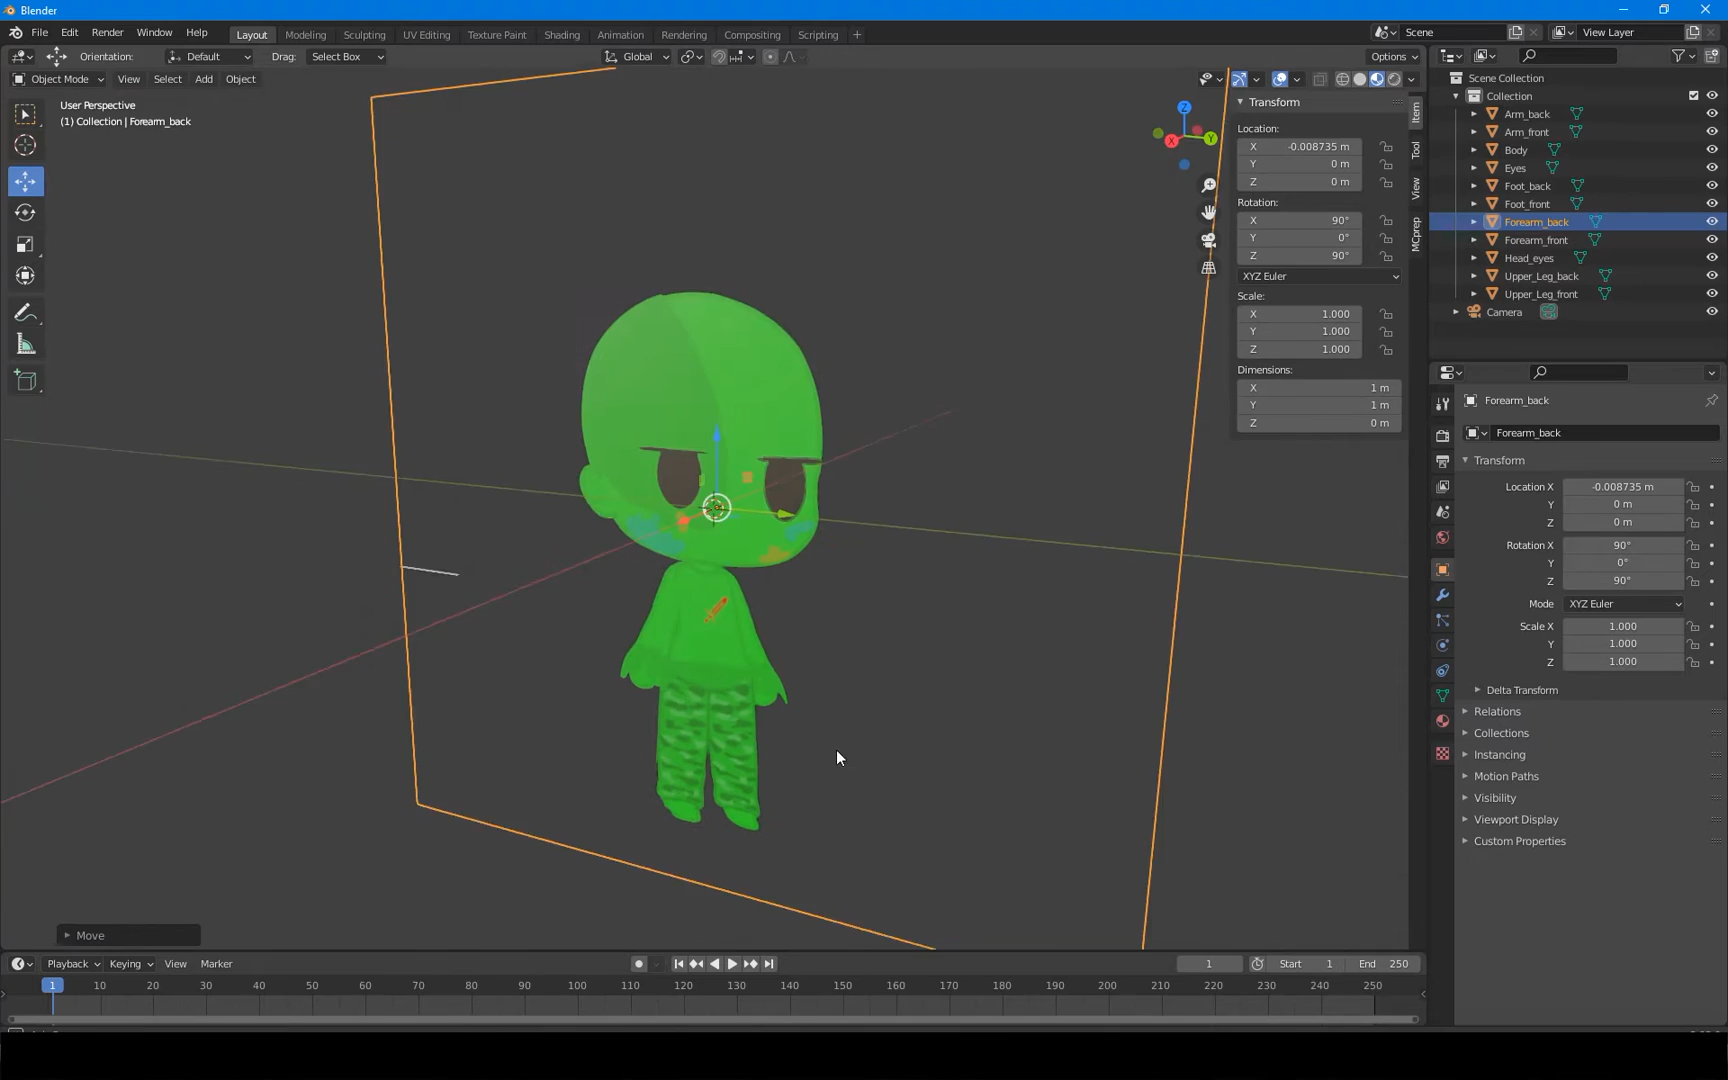 Blender
File Edit Render Window Help Layout Modeling Sculpting UV Editing Texture Paint Shading Animation Rendering Compositing Scripting + Scene View Layer
Orientation: Default Drag: Select Box Global Options
Object Mode View Select Add Object
User Perspective
(1) Collection | Forearm_back
Z
X
Y
Transform
Location:
X -0.008735 m
Y 0 m
Z 0 m
Rotation:
X 90°
Y 0°
Z 90°
XYZ Euler
Scale:
X 1.000
Y 1.000
Z 1.000
Dimensions:
X 1 m
Y 1 m
Z 0 m
Item
Tool
View
MCprep
Scene Collection
Collection
Arm_back
Arm_front
Body
Eyes
Foot_back
Foot_front
Forearm_back
Forearm_front
Head_eyes
Upper_Leg_back
Upper_Leg_front
Camera
Forearm_back
Forearm_back
Transform
Location X -0.008735 m
Y 0 m
Z 0 m
Rotation X 90°
Y 0°
Z 90°
Mode XYZ Euler
Scale X 1.000
Y 1.000
Z 1.000
Delta Transform
Relations
Collections
Instancing
Motion Paths
Visibility
Viewport Display
Custom Properties
Move
Playback Keying View Marker 1 Start 1 End 250
1 10 20 30 40 50 60 70 80 90 100 110 120 130 140 150 160 170 180 190 200 210 220 230 240 250